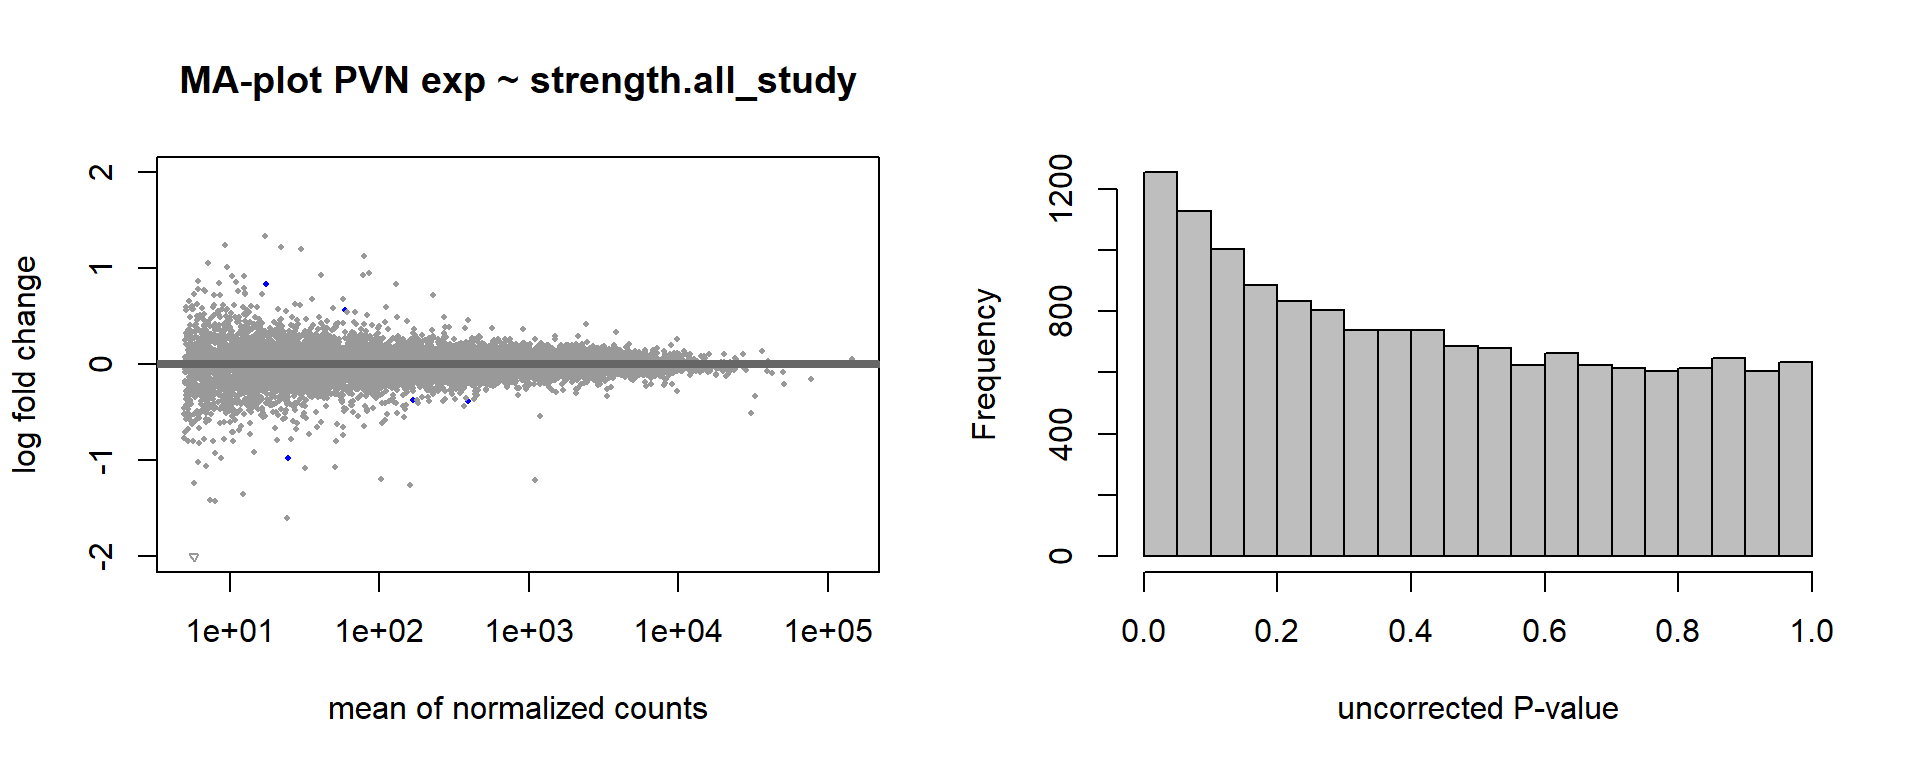 MA-plot PVN exp ~ strength.all_study
log fold change
2
1
0
-1
-2
1e+01 1e+02 1e+03 1e+04 1e+05
mean of normalized counts
Frequency
1200
800
400
0
0.0 0.2 0.4 0.6 0.8 1.0
uncorrected P-value